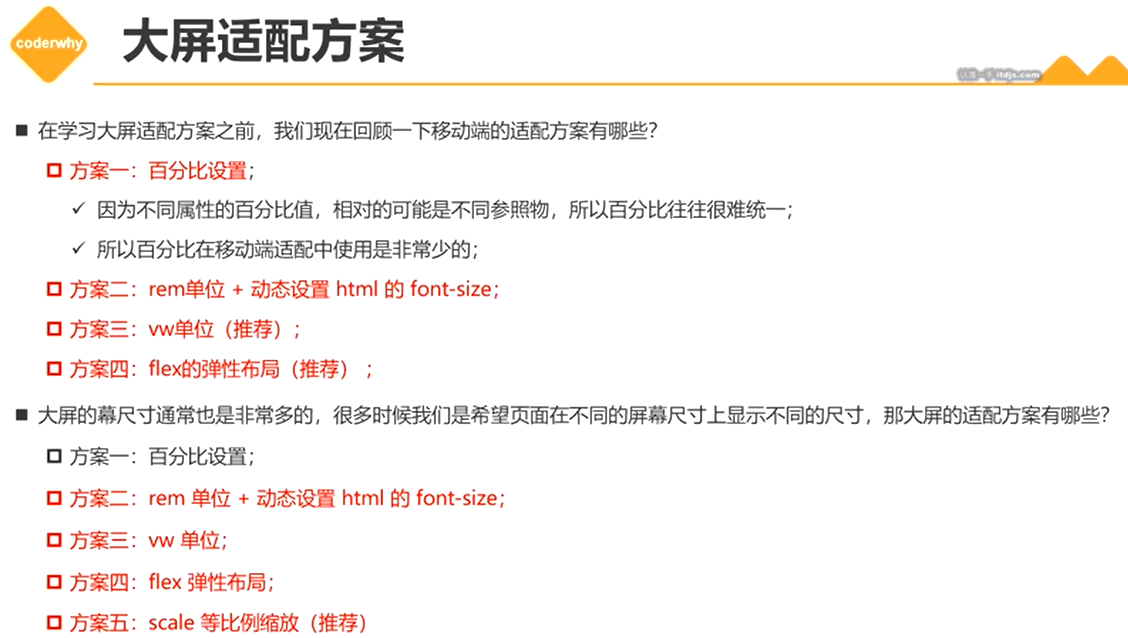 coderwhy
大屏适配方案
认准一手 itdjs.com
在学习大屏适配方案之前，我们现在回顾一下移动端的适配方案有哪些？
方案一：百分比设置；
因为不同属性的百分比值，相对的可能是不同参照物，所以百分比往往很难统一；
所以百分比在移动端适配中使用是非常少的；
方案二：rem单位 + 动态设置 html 的 font-size；
方案三：vw单位（推荐）；
方案四：flex的弹性布局（推荐） ；
大屏的幕尺寸通常也是非常多的，很多时候我们是希望页面在不同的屏幕尺寸上显示不同的尺寸，那大屏的适配方案有哪些？
方案一：百分比设置；
方案二：rem 单位 + 动态设置 html 的 font-size；
方案三：vw 单位；
方案四：flex 弹性布局；
方案五：scale 等比例缩放（推荐）